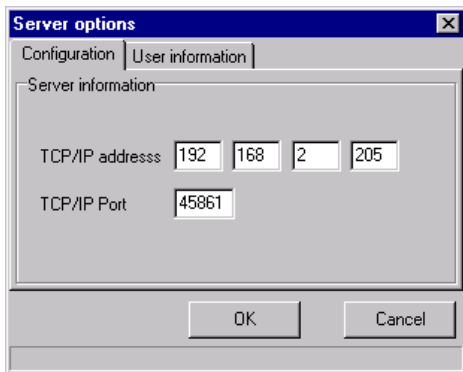 Server options
Configuration User information
Server information
TCP/IP addresss 192 168 2 205
TCP/IP Port 45861
OK Cancel